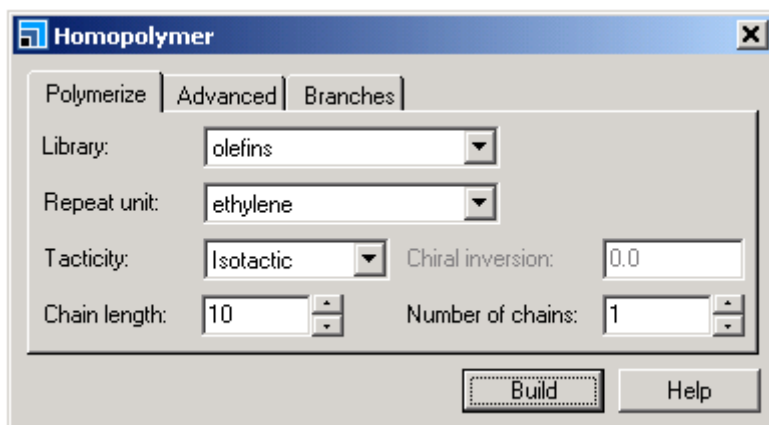 Homopolymer
Polymerize Advanced Branches
Library: olefins
Repeat unit: ethylene
Tacticity: Isotactic Chiral inversion: 0.0
Chain length: 10 Number of chains: 1
Build Help